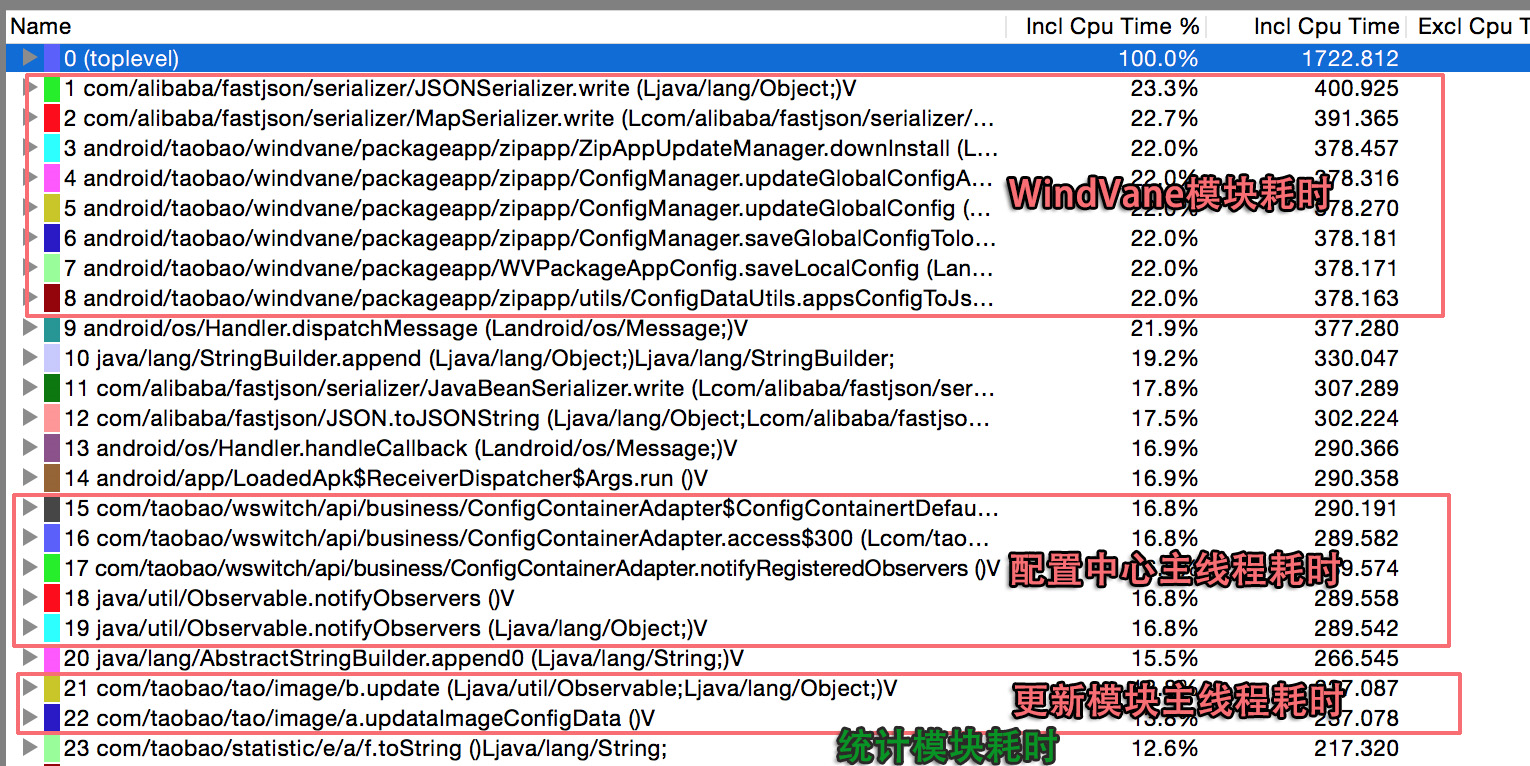 Name Incl Cpu Time % Incl Cpu Time Excl Cpu T
0 (toplevel) 100.0% 1722.812
1 com/alibaba/fastjson/serializer/JSONSerializer.write (Ljava/lang/Object;)V 23.3% 400.925
2 com/alibaba/fastjson/serializer/MapSerializer.write (Lcom/alibaba/fastjson/serializer/… 22.7% 391.365
3 android/taobao/windvane/packageapp/zipapp/ZipAppUpdateManager.downInstall (L… 22.0% 378.457
4 android/taobao/windvane/packageapp/zipapp/ConfigManager.updateGlobalConfigA… 22.0% 378.316
WindVane模块耗时
5 android/taobao/windvane/packageapp/zipapp/ConfigManager.updateGlobalConfig (… 22.0% 378.270
6 android/taobao/windvane/packageapp/zipapp/ConfigManager.saveGlobalConfigTolo… 22.0% 378.181
7 android/taobao/windvane/packageapp/WVPackageAppConfig.saveLocalConfig (Lan… 22.0% 378.171
8 android/taobao/windvane/packageapp/zipapp/utils/ConfigDataUtils.appsConfigToJs… 22.0% 378.163
9 android/os/Handler.dispatchMessage (Landroid/os/Message;)V 21.9% 377.280
10 java/lang/StringBuilder.append (Ljava/lang/Object;)Ljava/lang/StringBuilder; 19.2% 330.047
11 com/alibaba/fastjson/serializer/JavaBeanSerializer.write (Lcom/alibaba/fastjson/ser… 17.8% 307.289
12 com/alibaba/fastjson/JSON.toJSONString (Ljava/lang/Object;Lcom/alibaba/fastjso… 17.5% 302.224
13 android/os/Handler.handleCallback (Landroid/os/Message;)V 16.9% 290.366
14 android/app/LoadedApk$ReceiverDispatcher$Args.run ()V 16.9% 290.358
15 com/taobao/wswitch/api/business/ConfigContainerAdapter$ConfigContainertDefau… 16.8% 290.191
16 com/taobao/wswitch/api/business/ConfigContainerAdapter.access$300 (Lcom/tao… 16.8% 289.582
17 com/taobao/wswitch/api/business/ConfigContainerAdapter.notifyRegisteredObservers ()V
配置中心主线程耗时
18 java/util/Observable.notifyObservers ()V 16.8% 289.558
19 java/util/Observable.notifyObservers (Ljava/lang/Object;)V 16.8% 289.542
20 java/lang/AbstractStringBuilder.append0 (Ljava/lang/String;)V 15.5% 266.545
21 com/taobao/tao/image/b.update (Ljava/util/Observable;Ljava/lang/Object;)V
更新模块主线程耗时
22 com/taobao/tao/image/a.updataImageConfigData ()V 13.8% 237.078
23 com/taobao/statistic/e/a/f.toString ()Ljava/lang/String; 12.6% 217.320
统计模块耗时